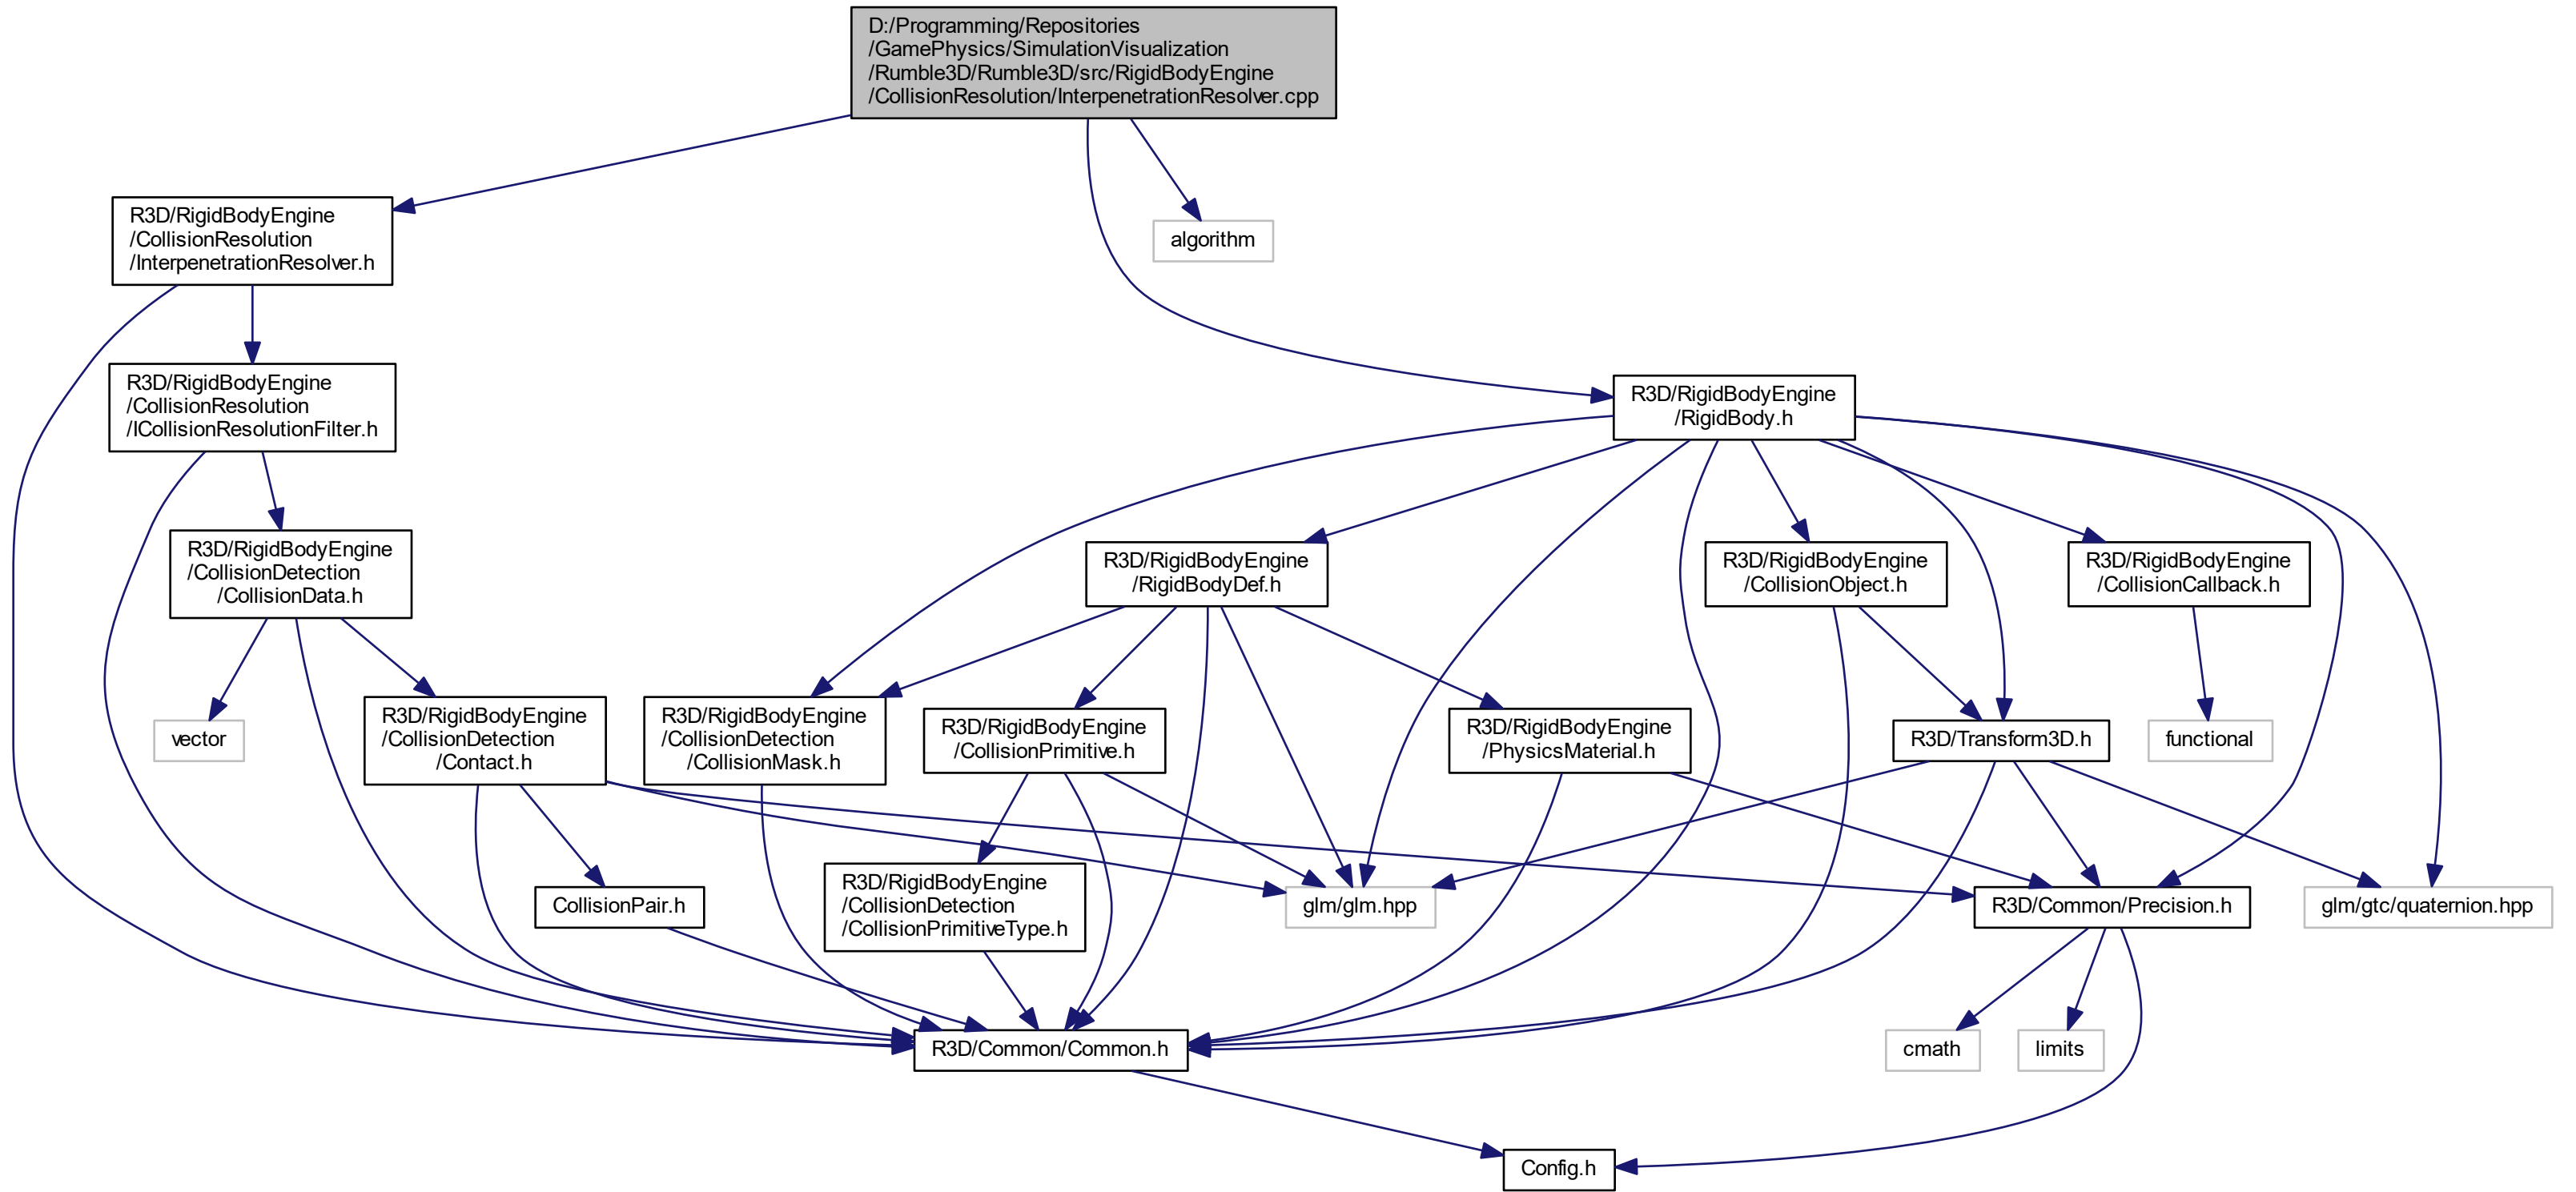 D:/Programming/Repositories
/GamePhysics/SimulationVisualization
/Rumble3D/Rumble3D/src/RigidBodyEngine
/CollisionResolution/InterpenetrationResolver.cpp
R3D/RigidBodyEngine
/CollisionResolution
/InterpenetrationResolver.h
algorithm
R3D/RigidBodyEngine
/CollisionResolution
/ICollisionResolutionFilter.h
R3D/RigidBodyEngine
/RigidBody.h
R3D/RigidBodyEngine
/CollisionDetection
/CollisionData.h
R3D/RigidBodyEngine
/RigidBodyDef.h
R3D/RigidBodyEngine
/CollisionObject.h
R3D/RigidBodyEngine
/CollisionCallback.h
vector
R3D/RigidBodyEngine
/CollisionDetection
/Contact.h
R3D/RigidBodyEngine
/CollisionDetection
/CollisionMask.h
R3D/RigidBodyEngine
/CollisionPrimitive.h
R3D/RigidBodyEngine
/PhysicsMaterial.h
R3D/Transform3D.h
functional
CollisionPair.h
R3D/RigidBodyEngine
/CollisionDetection
/CollisionPrimitiveType.h
glm/glm.hpp
R3D/Common/Precision.h
glm/gtc/quaternion.hpp
R3D/Common/Common.h
cmath
limits
Config.h